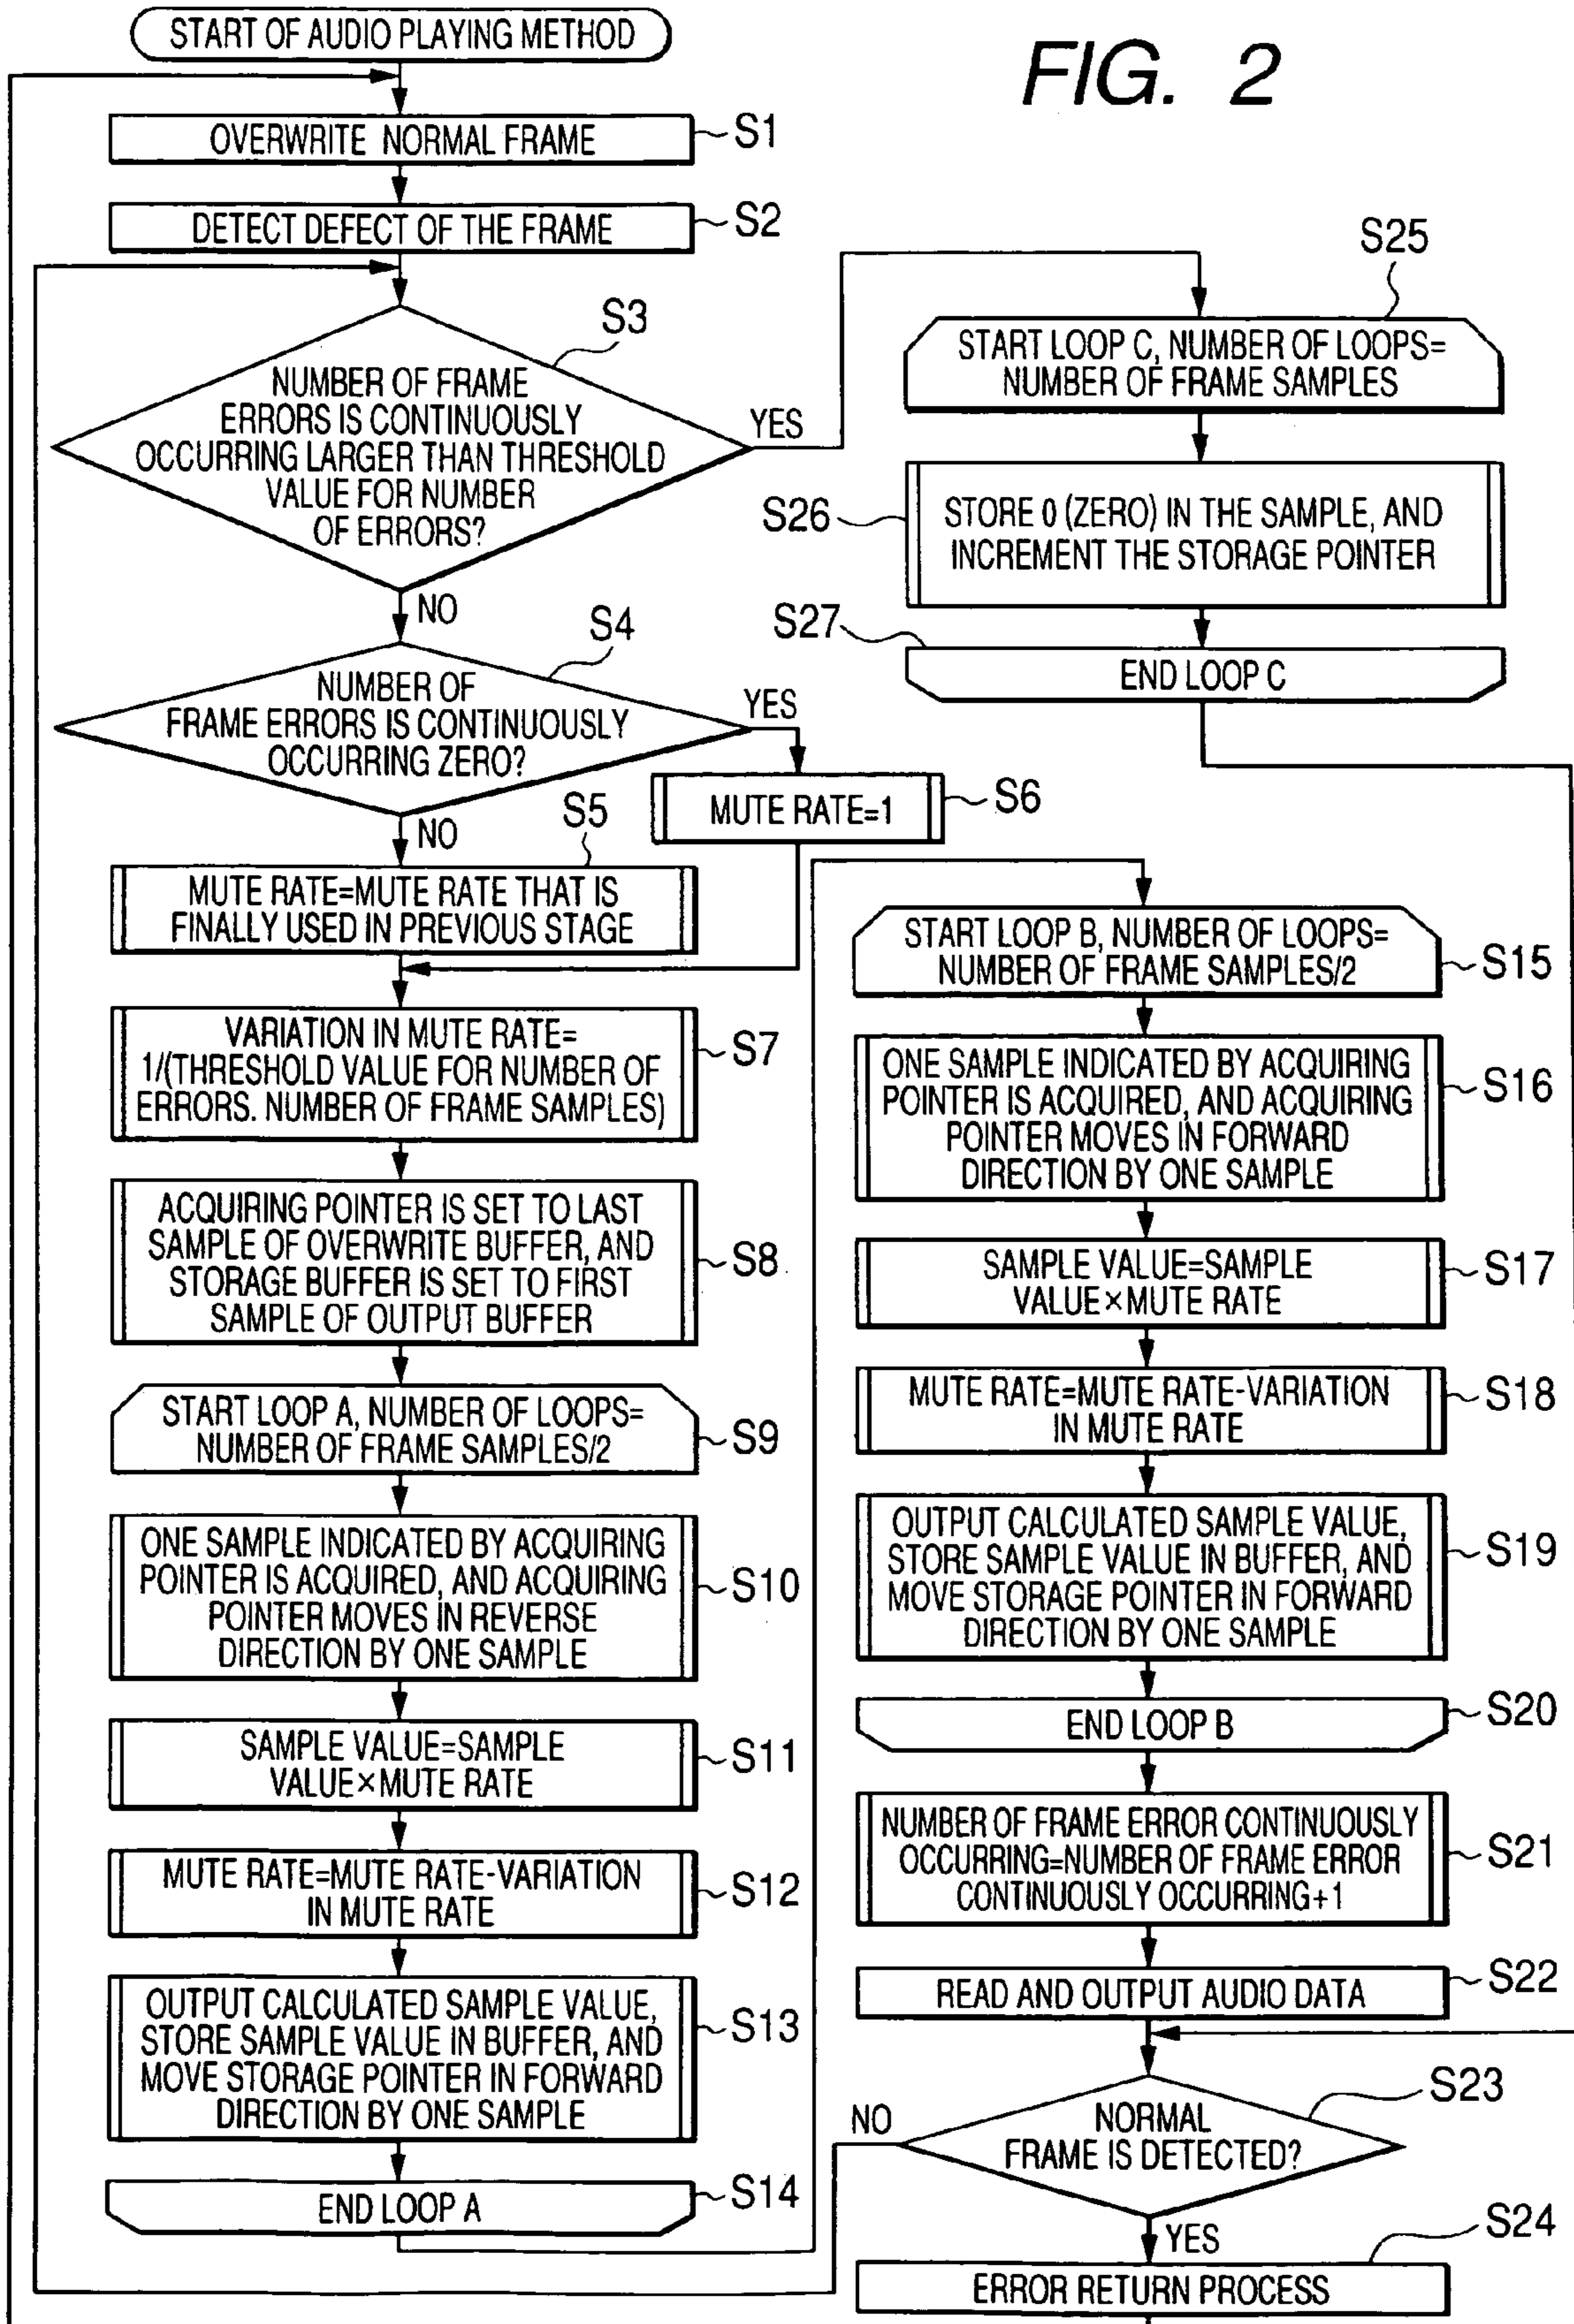 START OF AUDIO PLAYING METHOD
FIG. 2
OVERWRITE NORMAL FRAME
S1
DETECT DEFECT OF THE FRAME
S2
S3
NUMBER OF FRAME
ERRORS IS CONTINUOUSLY
OCCURRING LARGER THAN THRESHOLD
VALUE FOR NUMBER
OF ERRORS?
YES
NO
S4
NUMBER OF
FRAME ERRORS IS CONTINUOUSLY
OCCURRING ZERO?
YES
NO
MUTE RATE=1
S6
S5
MUTE RATE=MUTE RATE THAT IS
FINALLY USED IN PREVIOUS STAGE
VARIATION IN MUTE RATE=
1/(THRESHOLD VALUE FOR NUMBER OF
ERRORS. NUMBER OF FRAME SAMPLES)
S7
ACQUIRING POINTER IS SET TO LAST
SAMPLE OF OVERWRITE BUFFER, AND
STORAGE BUFFER IS SET TO FIRST
SAMPLE OF OUTPUT BUFFER
S8
START LOOP A, NUMBER OF LOOPS=
NUMBER OF FRAME SAMPLES/2
S9
ONE SAMPLE INDICATED BY ACQUIRING
POINTER IS ACQUIRED, AND ACQUIRING
POINTER MOVES IN REVERSE
DIRECTION BY ONE SAMPLE
S10
SAMPLE VALUE=SAMPLE
VALUE×MUTE RATE
S11
MUTE RATE=MUTE RATE-VARIATION
IN MUTE RATE
S12
OUTPUT CALCULATED SAMPLE VALUE,
STORE SAMPLE VALUE IN BUFFER, AND
MOVE STORAGE POINTER IN FORWARD
DIRECTION BY ONE SAMPLE
S13
END LOOP A
S14
S25
START LOOP C, NUMBER OF LOOPS=
NUMBER OF FRAME SAMPLES
S26
STORE 0 (ZERO) IN THE SAMPLE, AND
INCREMENT THE STORAGE POINTER
S27
END LOOP C
START LOOP B, NUMBER OF LOOPS=
NUMBER OF FRAME SAMPLES/2
S15
ONE SAMPLE INDICATED BY ACQUIRING
POINTER IS ACQUIRED, AND ACQUIRING
POINTER MOVES IN FORWARD
DIRECTION BY ONE SAMPLE
S16
SAMPLE VALUE=SAMPLE
VALUE×MUTE RATE
S17
MUTE RATE=MUTE RATE-VARIATION
IN MUTE RATE
S18
OUTPUT CALCULATED SAMPLE VALUE,
STORE SAMPLE VALUE IN BUFFER, AND
MOVE STORAGE POINTER IN FORWARD
DIRECTION BY ONE SAMPLE
S19
END LOOP B
S20
NUMBER OF FRAME ERROR CONTINUOUSLY
OCCURRING=NUMBER OF FRAME ERROR
CONTINUOUSLY OCCURRING+1
S21
READ AND OUTPUT AUDIO DATA
S22
S23
NORMAL
FRAME IS DETECTED?
NO
YES
S24
ERROR RETURN PROCESS